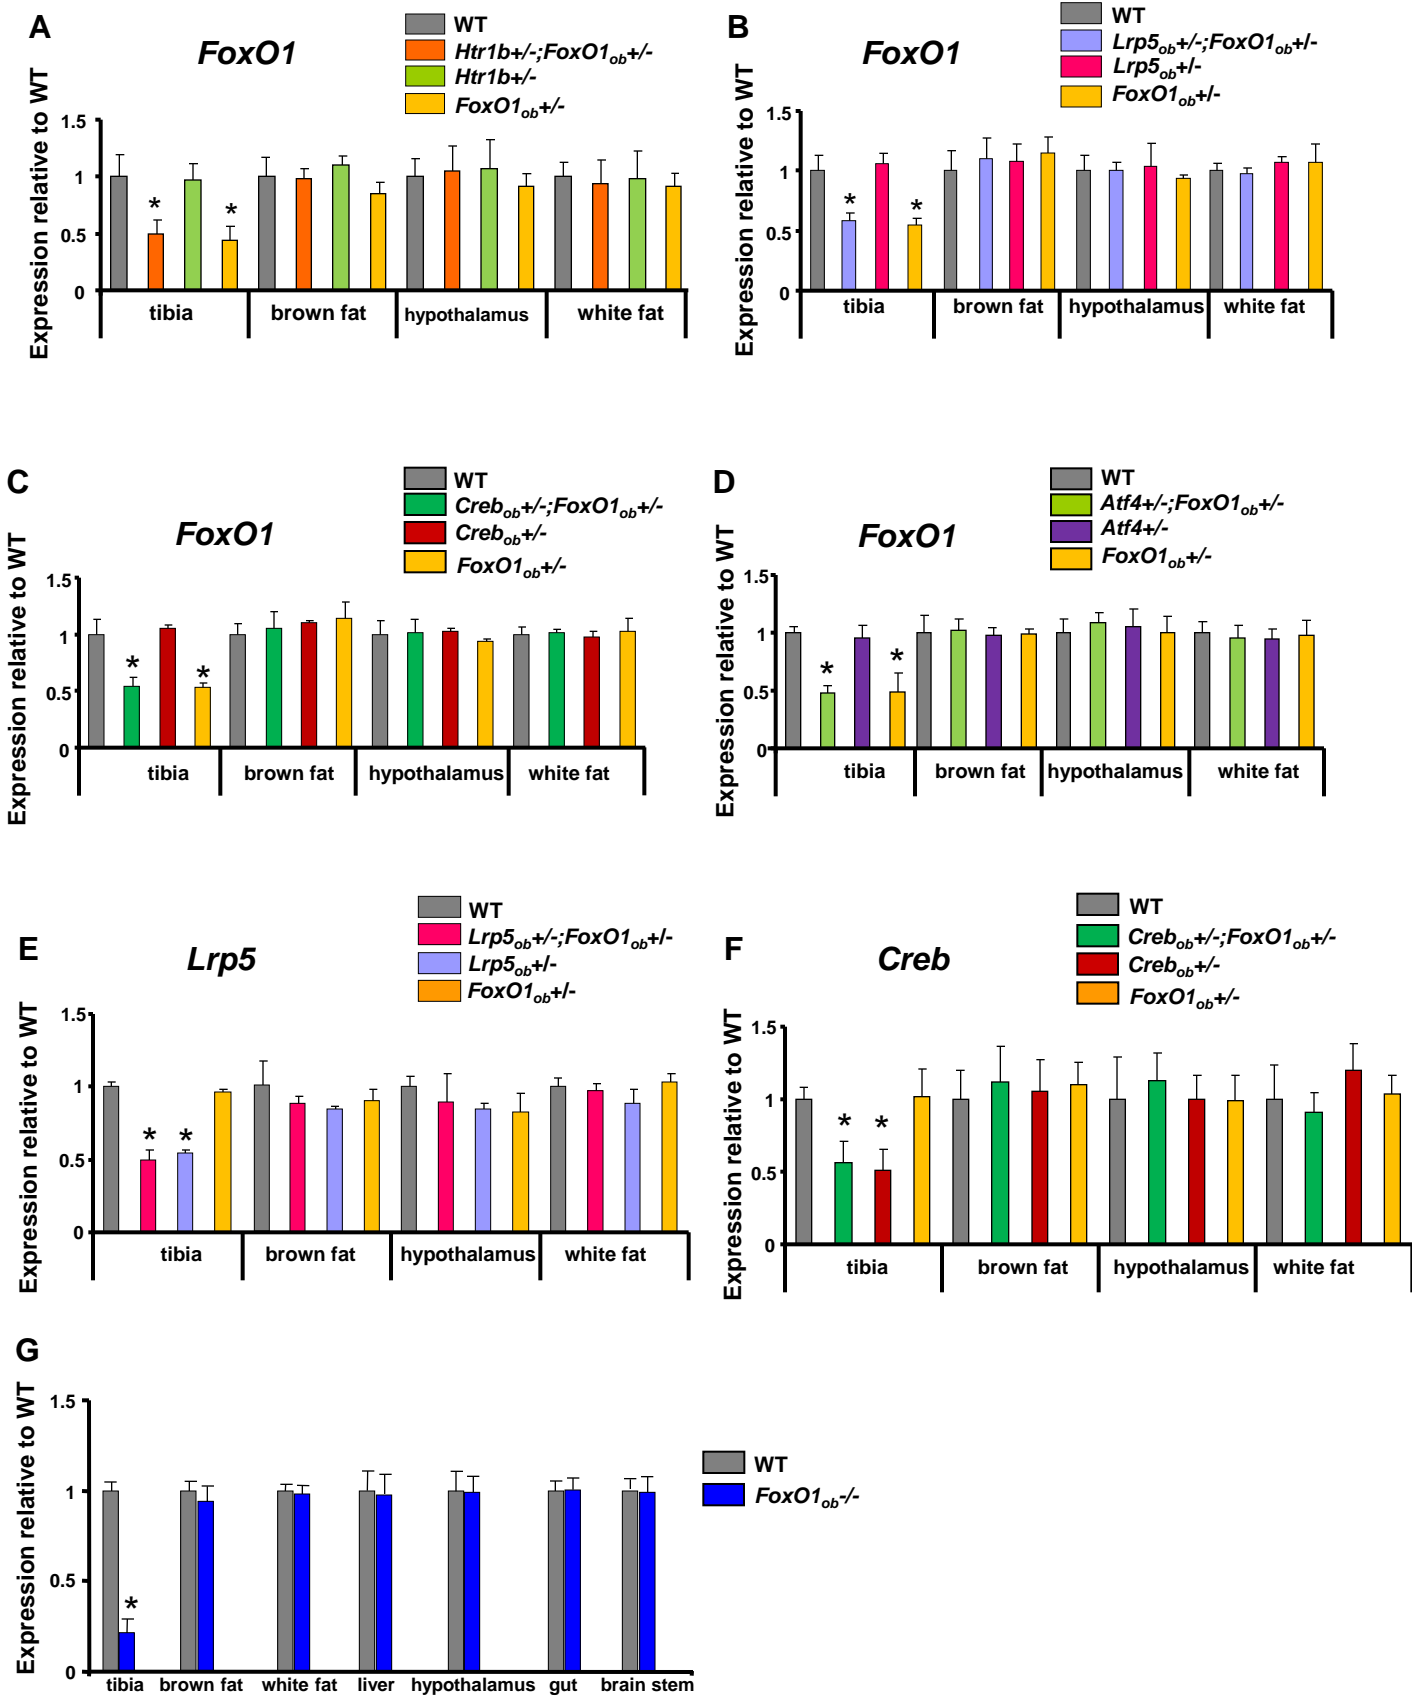 A
FoxO1
WT
Htr1b+/-;FoxO1ob+/-
Htr1b+/-
FoxO1ob+/-
Expression relative to WT
1.5
1
0.5
0
tibia
brown fat
hypothalamus
white fat
B
FoxO1
WT
Lrp5ob+/-;FoxO1ob+/-
Lrp5ob+/-
FoxO1ob+/-
Expression relative to WT
1.5
1
0.5
0
tibia
brown fat
hypothalamus
white fat
* *
* *
C
FoxO1
WT
Crebob+/-;FoxO1ob+/-
Crebob+/-
FoxO1ob+/-
Expression relative to WT
1.5
1
0.5
0
tibia
brown fat
hypothalamus
white fat
* *
D
FoxO1
WT
Atf4+/-;FoxO1ob+/-
Atf4+/-
FoxO1ob+/-
Expression relative to WT
1.5
1
0.5
0
tibia
brown fat
hypothalamus
white fat
* *
E
Lrp5
WT
Lrp5ob+/-;FoxO1ob+/-
Lrp5ob+/-
FoxO1ob+/-
Expression relative to WT
1.5
1
0.5
0
tibia
brown fat
hypothalamus
white fat
* *
F
Creb
WT
Crebob+/-;FoxO1ob+/-
Crebob+/-
FoxO1ob+/-
Expression relative to WT
1.5
1
0.5
0
tibia
brown fat
hypothalamus
white fat
* *
G
WT
FoxO1ob-/-
Expression relative to WT
1.5
1
0.5
0
*
tibia
brown fat
white fat
liver
hypothalamus
gut
brain stem